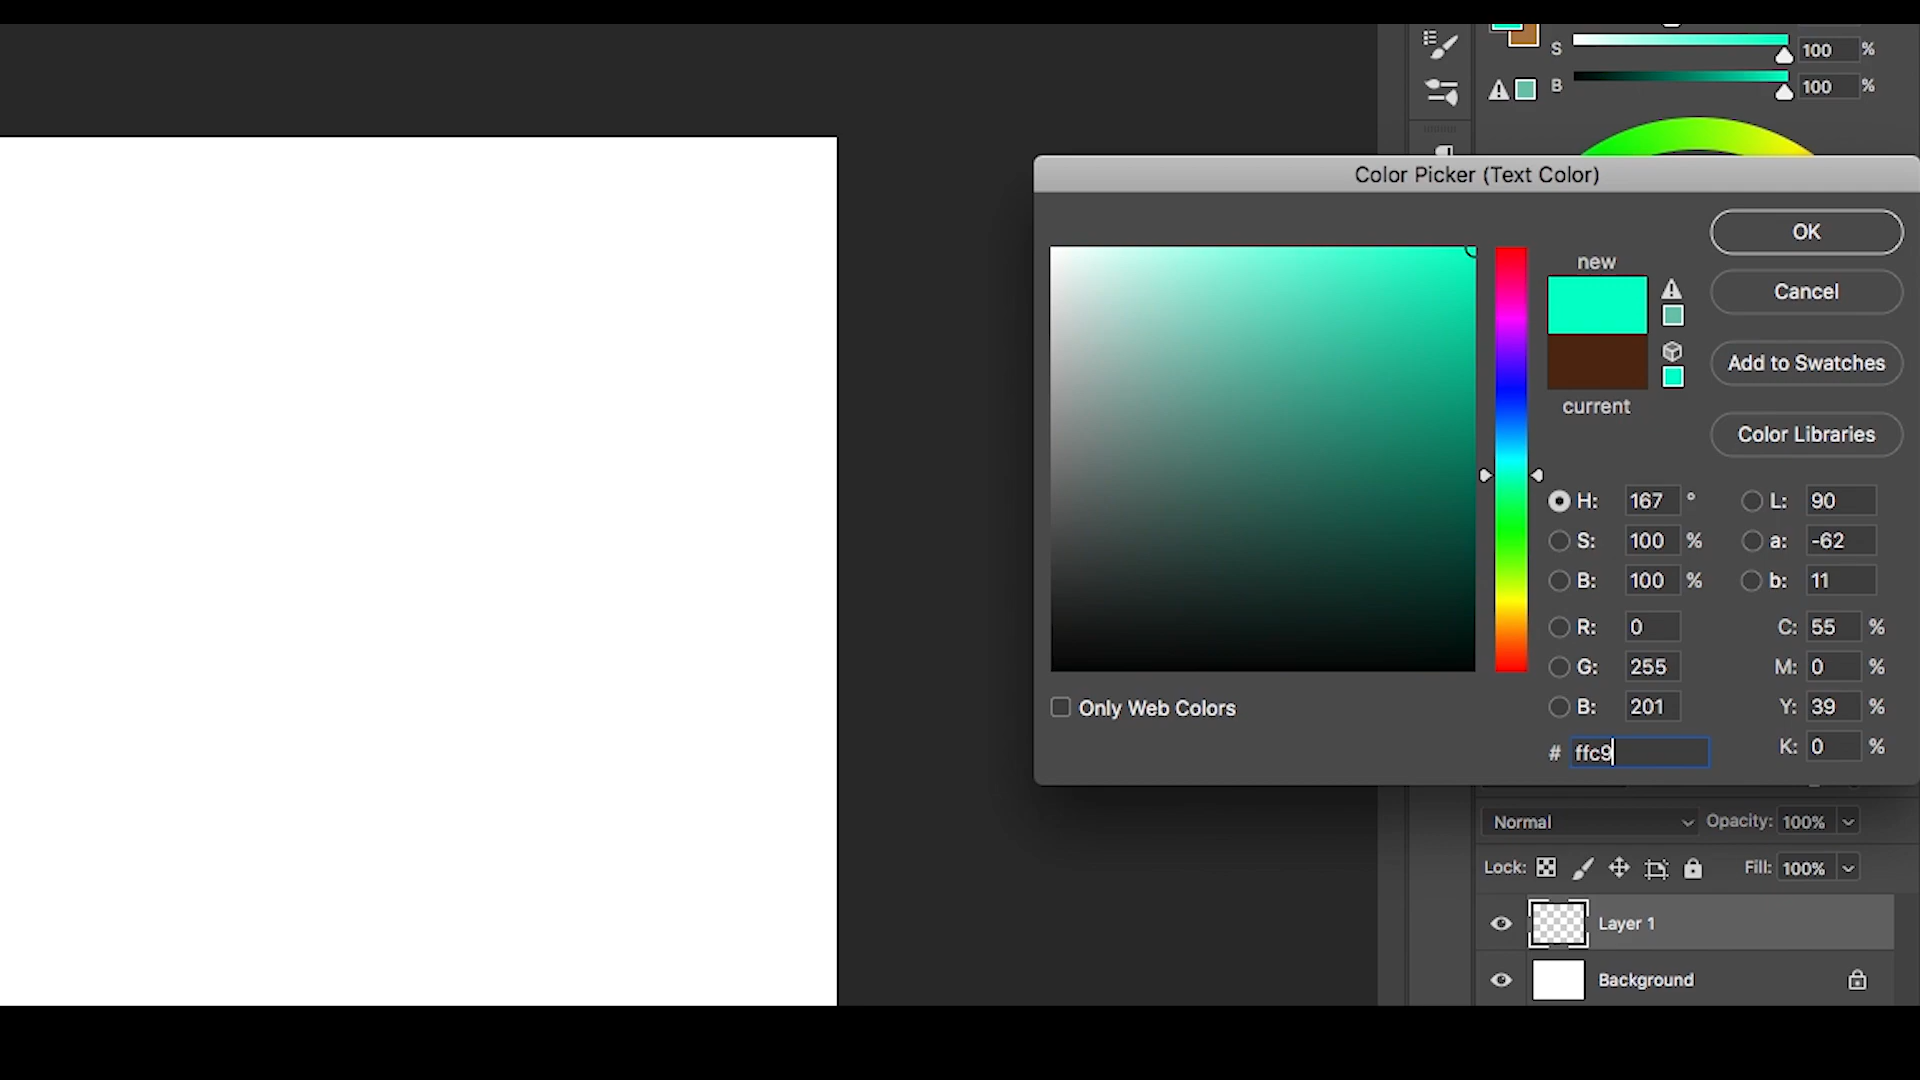 S 100 %
B 100 %
Color Picker (Text Color)
OK
new
Cancel
Add to Swatches
current
Color Libraries
H: 167 ° L: 90
S: 100 % a: -62
B: 100 % b: 11
R: 0 C: 55 %
G: 255 M: 0 %
B: 201 Y: 39 %
Only Web Colors
# ffc9 K: 0 %
Normal Opacity: 100%
Lock: Fill: 100%
Layer 1
Background